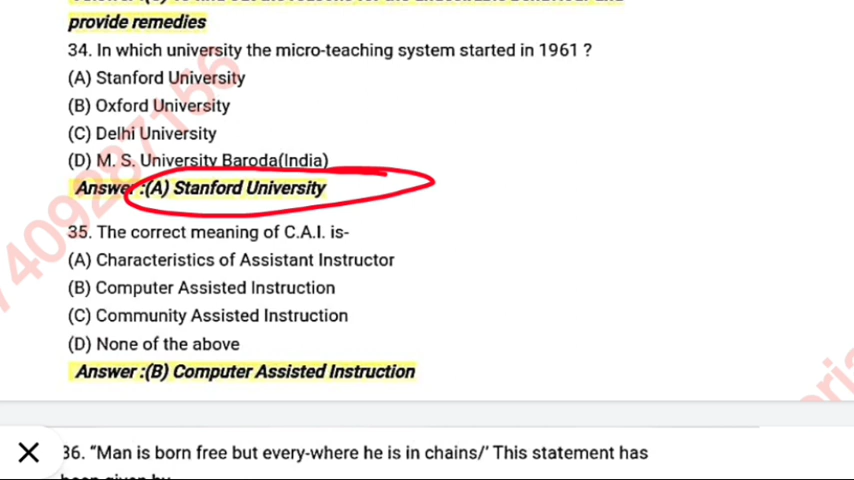 provide remedies
34. In which university the micro-teaching system started in 1961 ?
(A) Stanford University
(B) Oxford University
(C) Delhi University
(D) M. S. University Baroda(India)
Answer :(A) Stanford University
35. The correct meaning of C.A.I. is-
(A) Characteristics of Assistant Instructor
(B) Computer Assisted Instruction
(C) Community Assisted Instruction
(D) None of the above
Answer :(B) Computer Assisted Instruction
36. “Man is born free but every-where he is in chains/’ This statement has